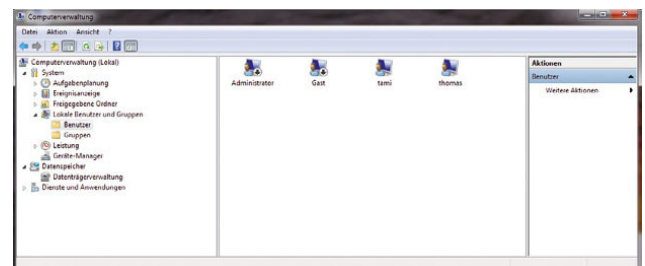 Computerverwaltung
Datei Aktion Ansicht ?
Computerverwaltung (Lokal)
System
Aufgabenplanung
Ereignisanzeige
Freigegebene Ordner
Lokale Benutzer und Gruppen
Benutzer
Gruppen
Leistung
Geräte-Manager
Datenspeicher
Datenträgerverwaltung
Dienste und Anwendungen
Administrator Gast tami thomas
Aktionen
Benutzer
Weitere Aktionen